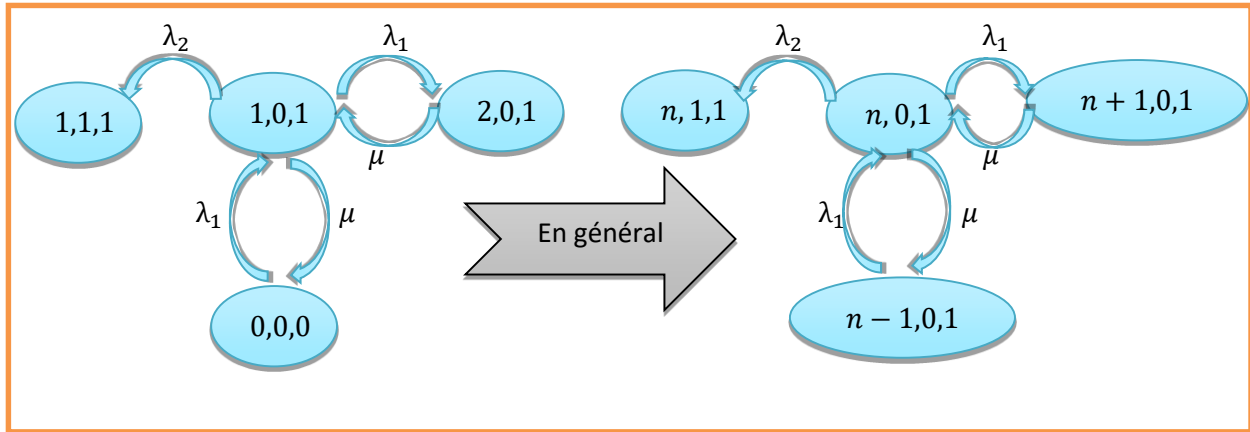 λ₂
λ₁
1,1,1
1,0,1
2,0,1
μ
λ₁
μ
0,0,0
En général
λ₂
λ₁
n, 1,1
n, 0,1
n + 1,0,1
μ
λ₁
μ
n − 1,0,1